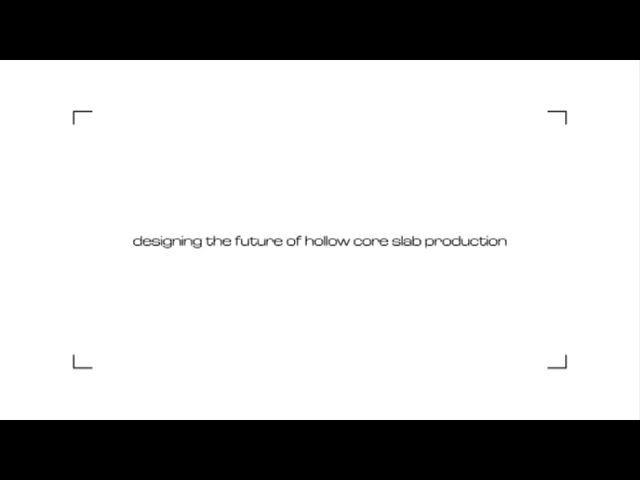 designing the future of hollow core slab production